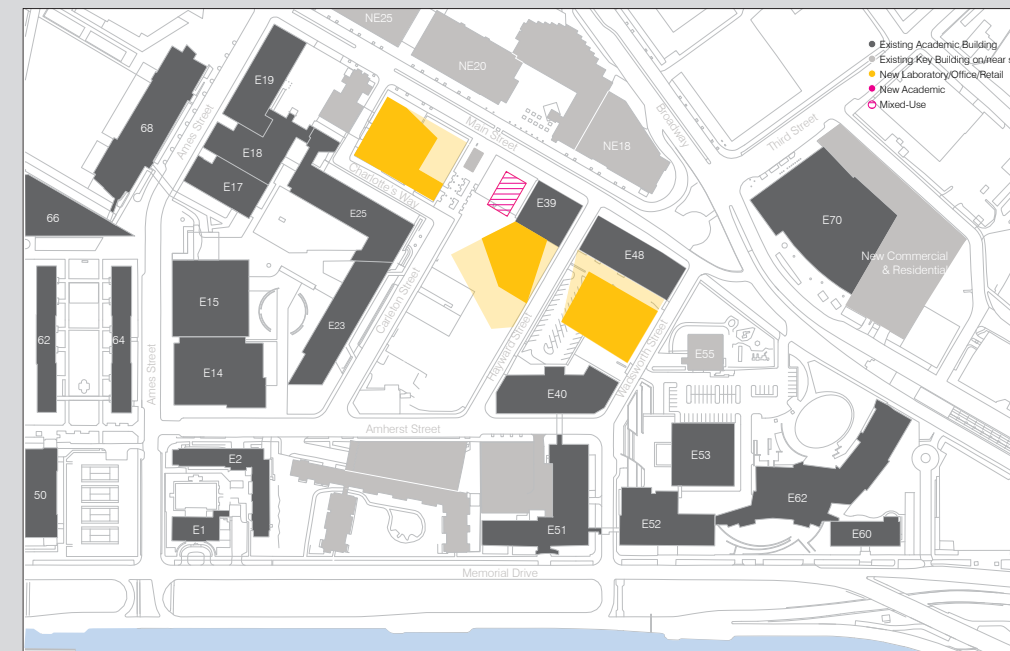 NE25
Existing Academic Building
Existing Key Building on/near s
New Laboratory/Office/Retail
New Academic
Mixed-Use
NE20
E19
68
Ames Street
Main Street
Broadway
Third Street
NE18
E18
E17
Charlotte's Way
E39
66
E25
E70
E48
New Commercial
& Residential
E15
Carleton Street
62
64
E23
Hayward Street
Wadsworth Street
E55
E14
Ames Street
E40
Amherst Street
E2
E53
50
E62
E1
E51
E52
E60
Memorial Drive